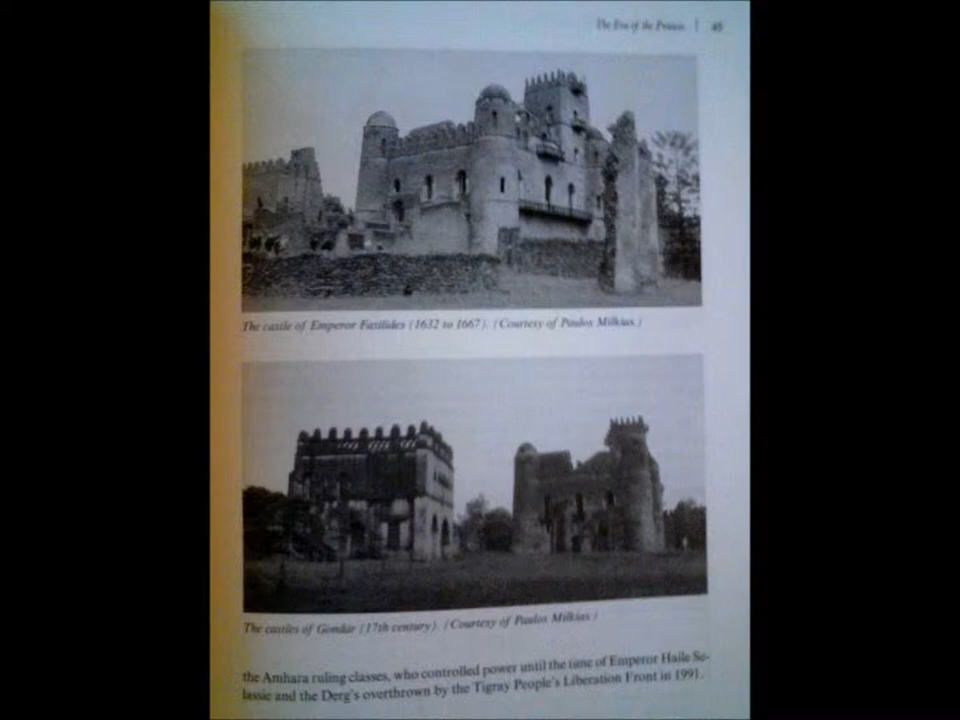 The Era of the Princes | 45
The castle of Emperor Fasilides (1632 to 1667). (Courtesy of Paulos Milkias.)
The castles of Gondar (17th century). (Courtesy of Paulos Milkias.)
the Amhara ruling classes, who controlled power until the time of Emperor Haile Se-
lassie and the Derg's overthrown by the Tigray People's Liberation Front in 1991.